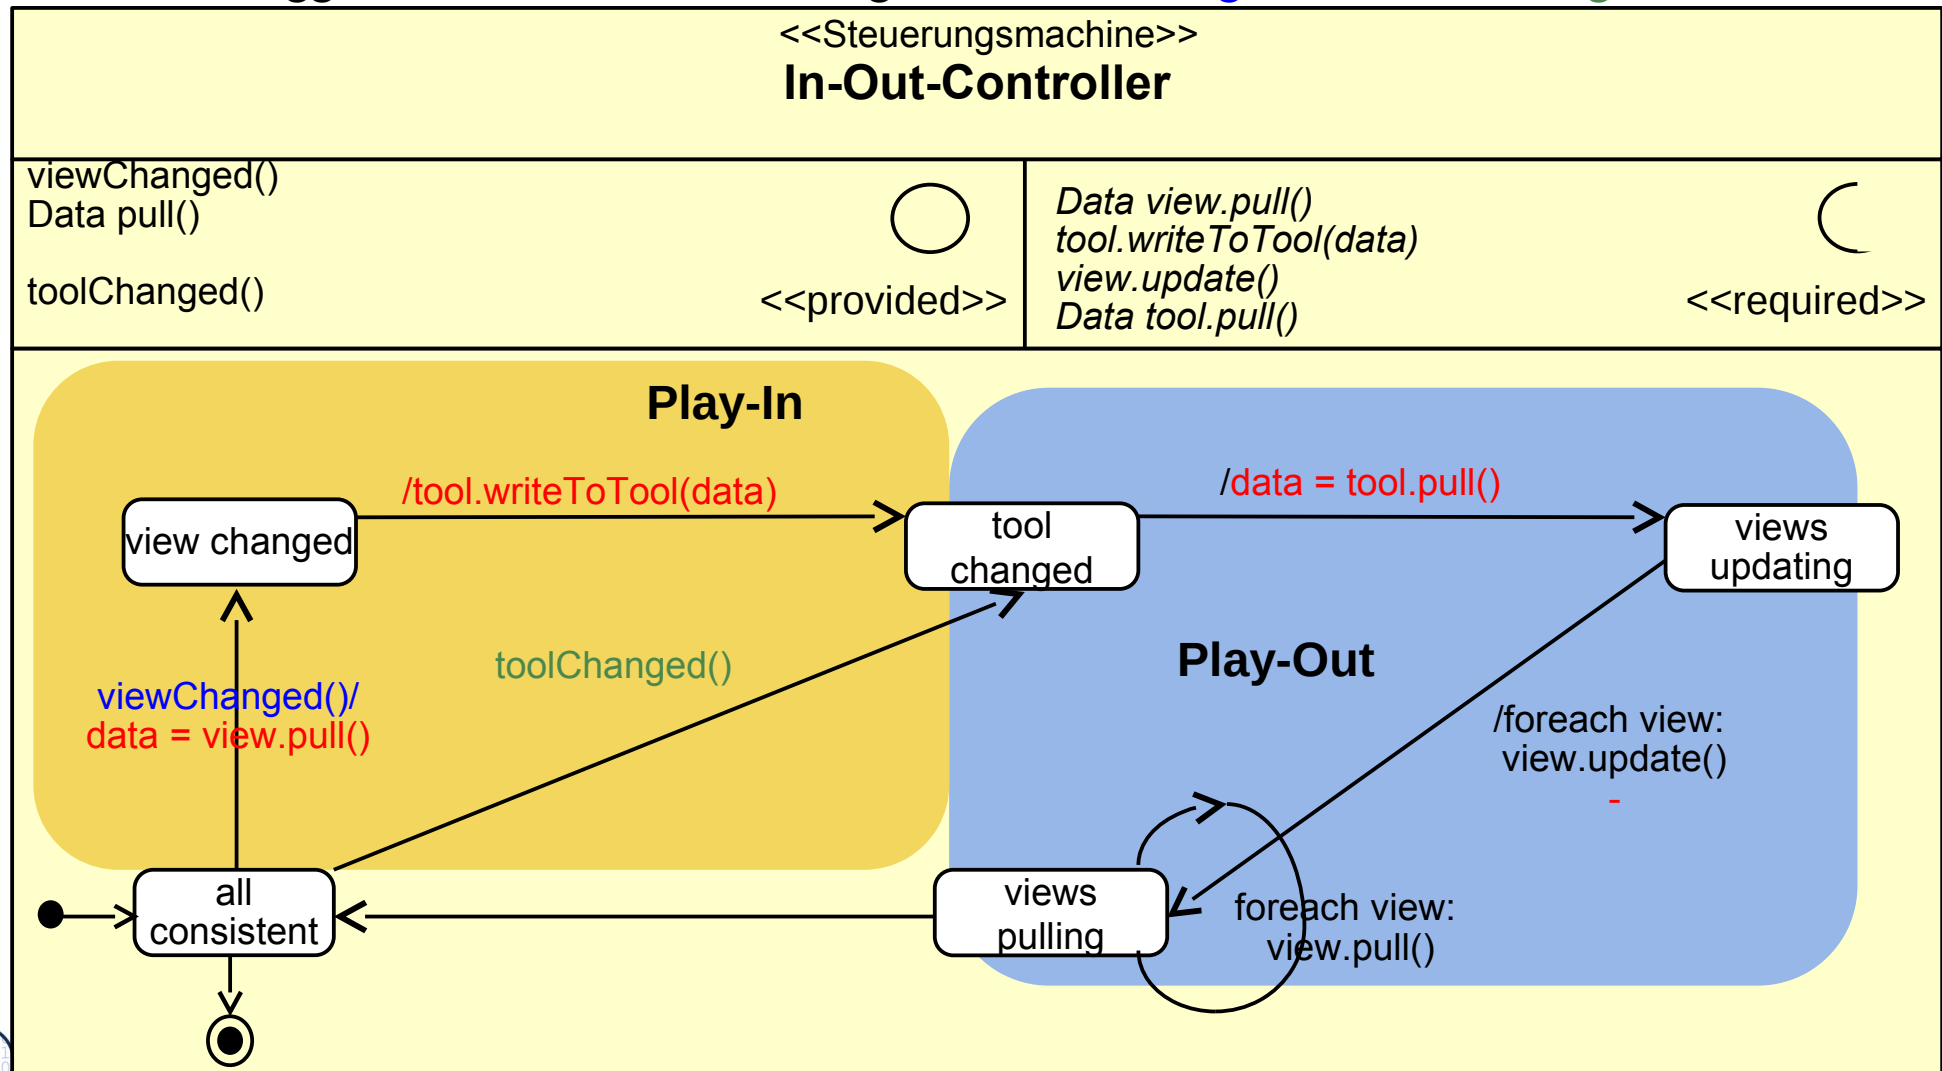 <<Steuerungsmachine>>
In-Out-Controller
viewChanged()
Data pull()
toolChanged()
<<provided>>
Data view.pull()
tool.writeToTool(data)
view.update()
Data tool.pull()
<<required>>
Play-In
/tool.writeToTool(data)
/data = tool.pull()
view changed
tool
changed
views
updating
toolChanged()
Play-Out
viewChanged()/
data = view.pull()
/foreach view:
view.update()
-
all
consistent
views
pulling
foreach view:
view.pull()